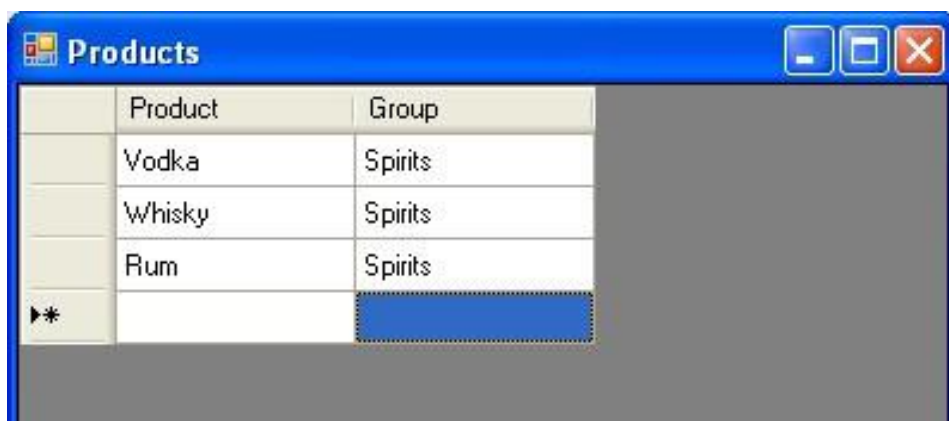 Products
Product Group
Vodka Spirits
Whisky Spirits
Rum Spirits